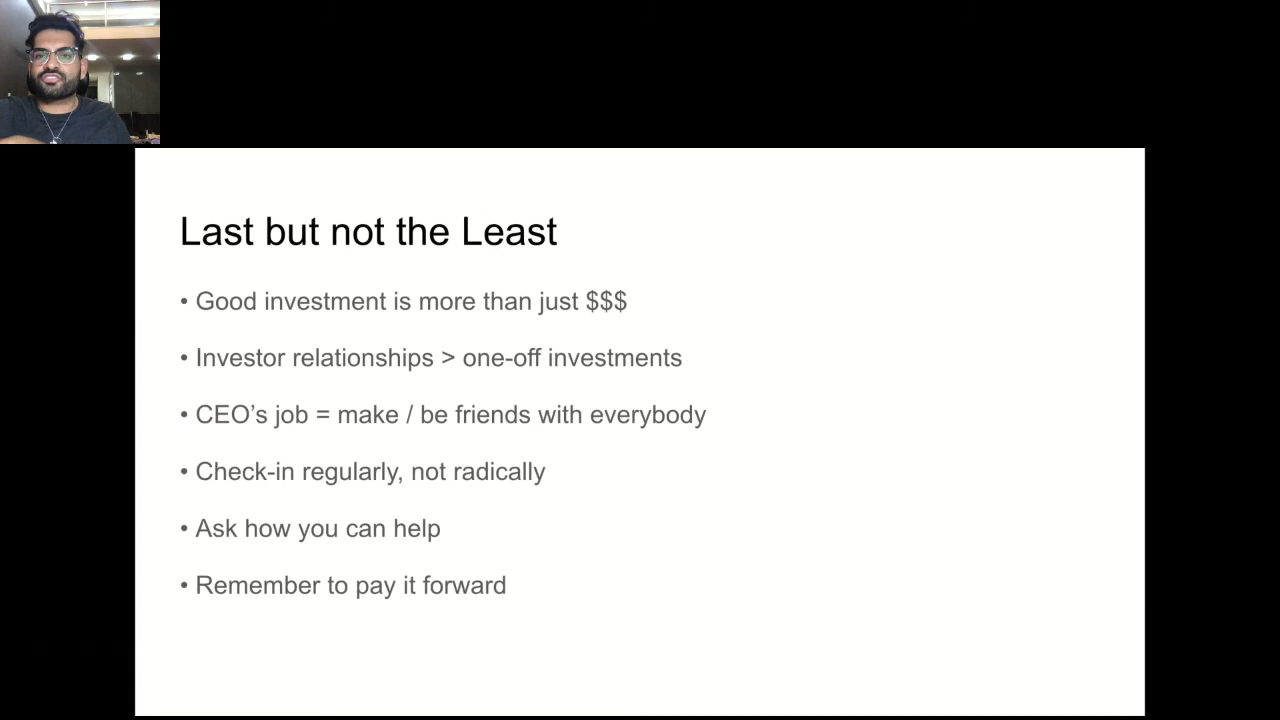 Last but not the Least
• Good investment is more than just $$$
• Investor relationships > one-off investments
• CEO’s job = make / be friends with everybody
• Check-in regularly, not radically
• Ask how you can help
• Remember to pay it forward